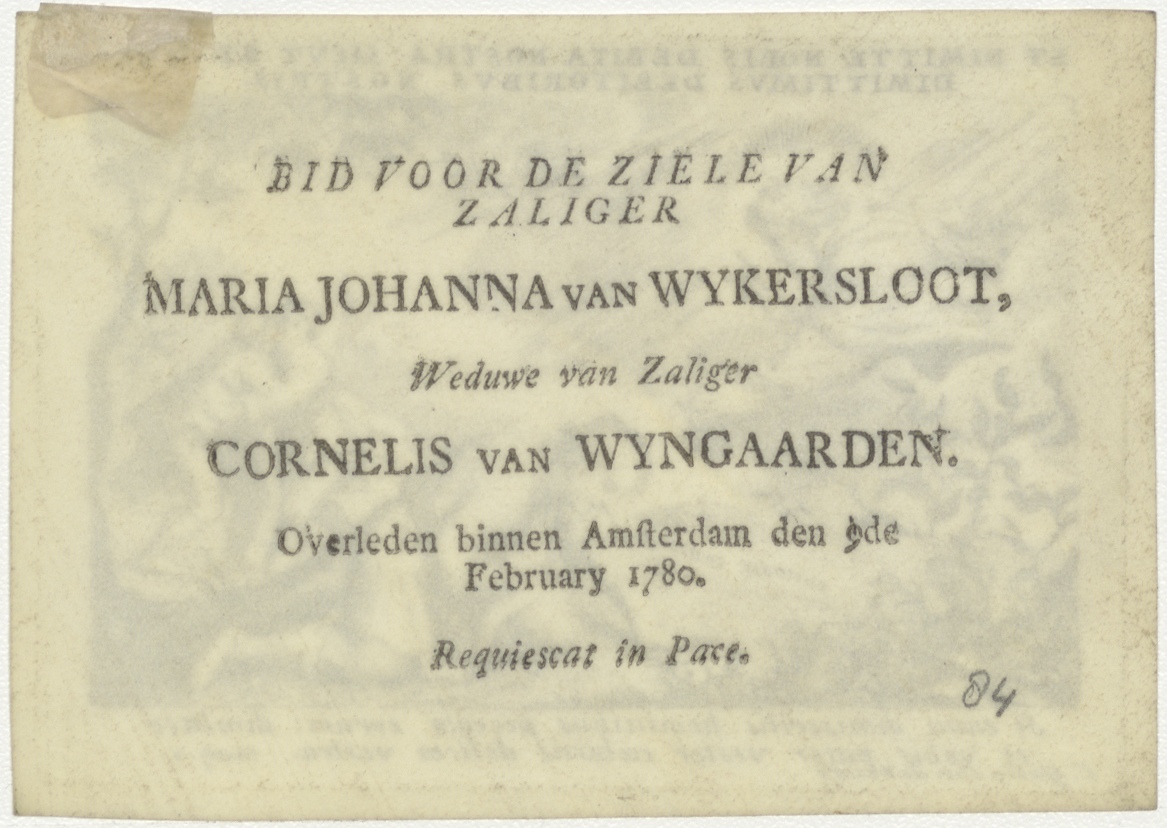 BID VOOR DE ZIELE VAN
ZALIGER
MARIA JOHANNA VAN WYKERSLOOT,
Weduwe van Zaliger
CORNELIS VAN WYNGAARDEN.
Overleden binnen Amſterdam den 9de
February 1780.
Requiescat in Pace.
84